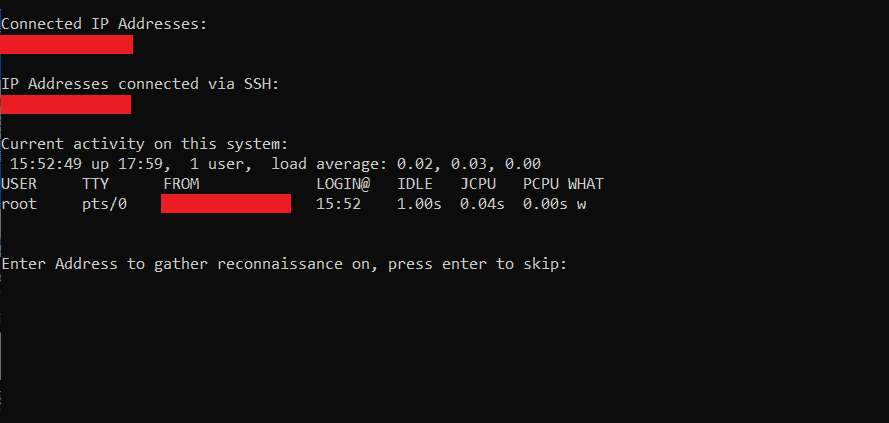 Connected IP Addresses:
IP Addresses connected via SSH:
Current activity on this system:
15:52:49 up 17:59, 1 user, load average: 0.02, 0.03, 0.00
USER TTY FROM LOGIN@ IDLE JCPU PCPU WHAT
root pts/0 15:52 1.00s 0.04s 0.00s w
Enter Address to gather reconnaissance on, press enter to skip: